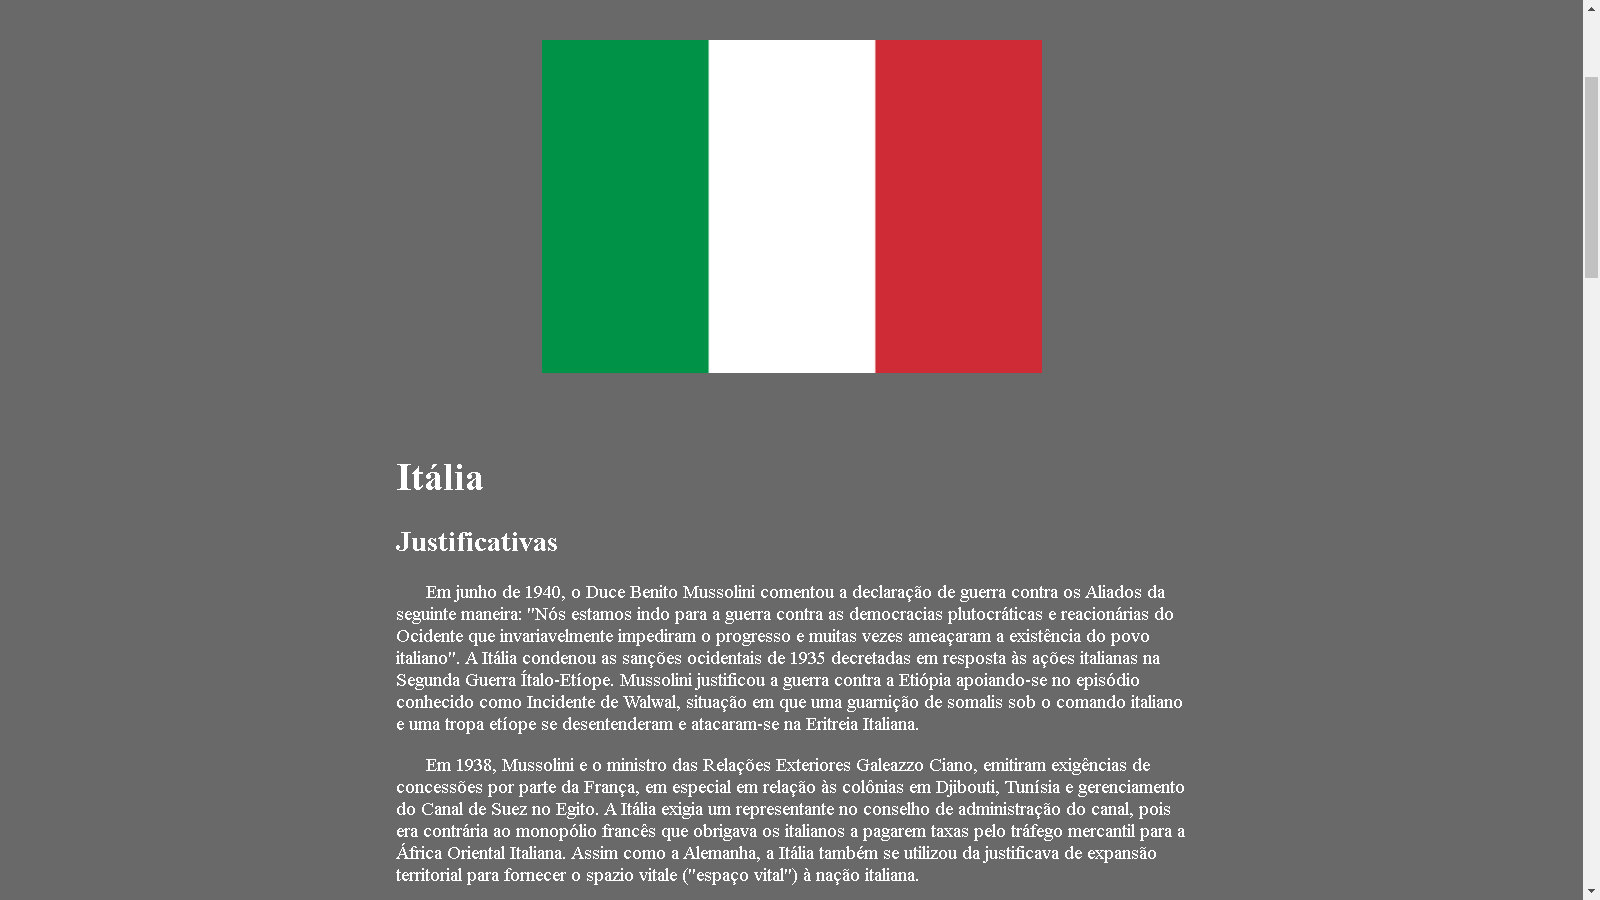 Itália
Justificativas
Em junho de 1940, o Duce Benito Mussolini comentou a declaração de guerra contra os Aliados da
seguinte maneira: "Nós estamos indo para a guerra contra as democracias plutocráticas e reacionárias do
Ocidente que invariavelmente impediram o progresso e muitas vezes ameaçaram a existência do povo
italiano". A Itália condenou as sanções ocidentais de 1935 decretadas em resposta às ações italianas na
Segunda Guerra Ítalo-Etíope. Mussolini justificou a guerra contra a Etiópia apoiando-se no episódio
conhecido como Incidente de Walwal, situação em que uma guarnição de somalis sob o comando italiano
e uma tropa etíope se desentenderam e atacaram-se na Eritreia Italiana.
Em 1938, Mussolini e o ministro das Relações Exteriores Galeazzo Ciano, emitiram exigências de
concessões por parte da França, em especial em relação às colônias em Djibouti, Tunísia e gerenciamento
do Canal de Suez no Egito. A Itália exigia um representante no conselho de administração do canal, pois
era contrária ao monopólio francês que obrigava os italianos a pagarem taxas pelo tráfego mercantil para a
África Oriental Italiana. Assim como a Alemanha, a Itália também se utilizou da justificava de expansão
territorial para fornecer o spazio vitale ("espaço vital") à nação italiana.